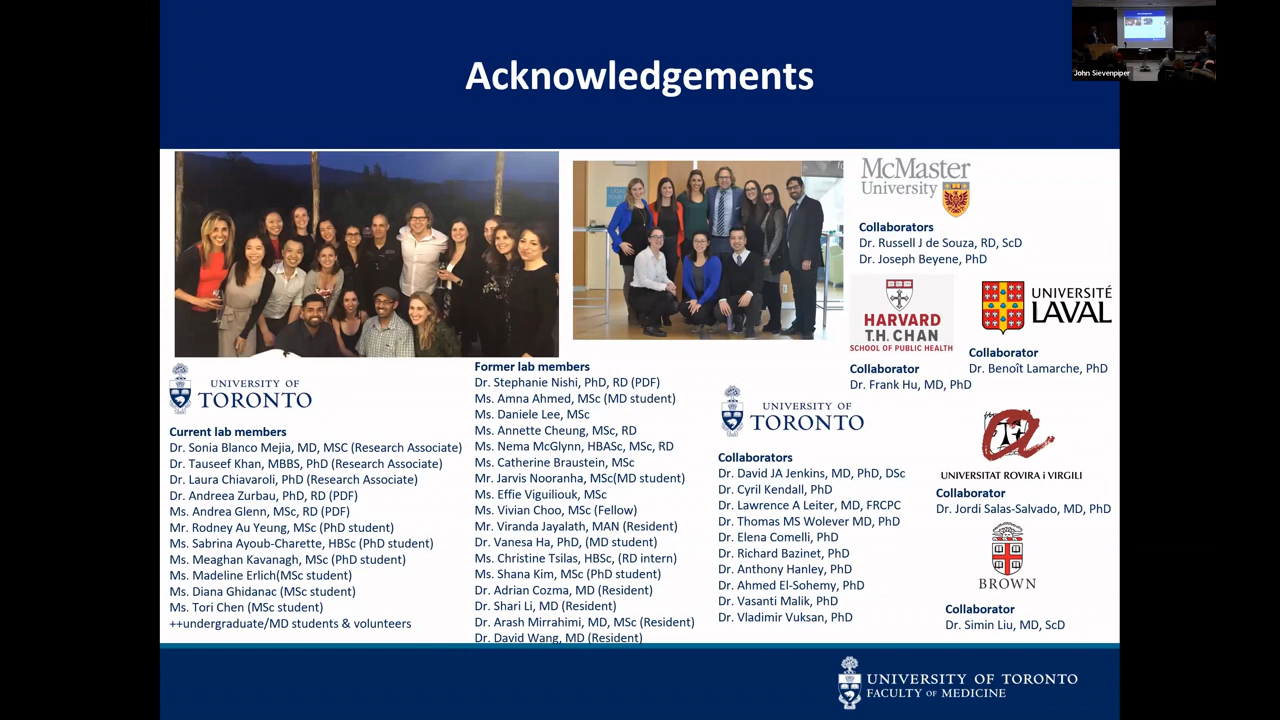 Acknowledgements
John Sievenpiper
McMaster
University
Collaborators
Dr. Russell J de Souza, RD, ScD
Dr. Joseph Beyene, PhD
HARVARD
T.H. CHAN
SCHOOL OF PUBLIC HEALTH
Collaborator
Dr. Frank Hu, MD, PhD
UNIVERSITÉ
LAVAL
Collaborator
Dr. Benoît Lamarche, PhD
UNIVERSITY OF
TORONTO
Current lab members
Dr. Sonia Blanco Mejia, MD, MSC (Research Associate)
Dr. Tauseef Khan, MBBS, PhD (Research Associate)
Dr. Laura Chiavaroli, PhD (Research Associate)
Dr. Andreea Zurbau, PhD, RD (PDF)
Ms. Andrea Glenn, MSc, RD (PDF)
Mr. Rodney Au Yeung, MSc (PhD student)
Ms. Sabrina Ayoub-Charette, HBSc (PhD student)
Ms. Meaghan Kavanagh, MSc (PhD student)
Ms. Madeline Erlich(MSc student)
Ms. Diana Ghidanac (MSc student)
Ms. Tori Chen (MSc student)
++undergraduate/MD students & volunteers
Former lab members
Dr. Stephanie Nishi, PhD, RD (PDF)
Ms. Amna Ahmed, MSc (MD student)
Ms. Daniele Lee, MSc
Ms. Annette Cheung, MSc, RD
Ms. Nema McGlynn, HBASc, MSc, RD
Ms. Catherine Braustein, MSc
Mr. Jarvis Nooranha, MSc(MD student)
Ms. Effie Viguiliouk, MSc
Ms. Vivian Choo, MSc (Fellow)
Mr. Viranda Jayalath, MAN (Resident)
Dr. Vanesa Ha, PhD, (MD student)
Ms. Christine Tsilas, HBSc, (RD intern)
Ms. Shana Kim, MSc (PhD student)
Dr. Adrian Cozma, MD (Resident)
Dr. Shari Li, MD (Resident)
Dr. Arash Mirrahimi, MD, MSc (Resident)
Dr. David Wang, MD (Resident)
UNIVERSITY OF
TORONTO
Collaborators
Dr. David JA Jenkins, MD, PhD, DSc
Dr. Cyril Kendall, PhD
Dr. Lawrence A Leiter, MD, FRCPC
Dr. Thomas MS Wolever MD, PhD
Dr. Elena Comelli, PhD
Dr. Richard Bazinet, PhD
Dr. Anthony Hanley, PhD
Dr. Ahmed El-Sohemy, PhD
Dr. Vasanti Malik, PhD
Dr. Vladimir Vuksan, PhD
UNIVERSITAT ROVIRA i VIRGILI
Collaborator
Dr. Jordi Salas-Salvado, MD, PhD
BROWN
Collaborator
Dr. Simin Liu, MD, ScD
UNIVERSITY OF TORONTO
FACULTY OF MEDICINE